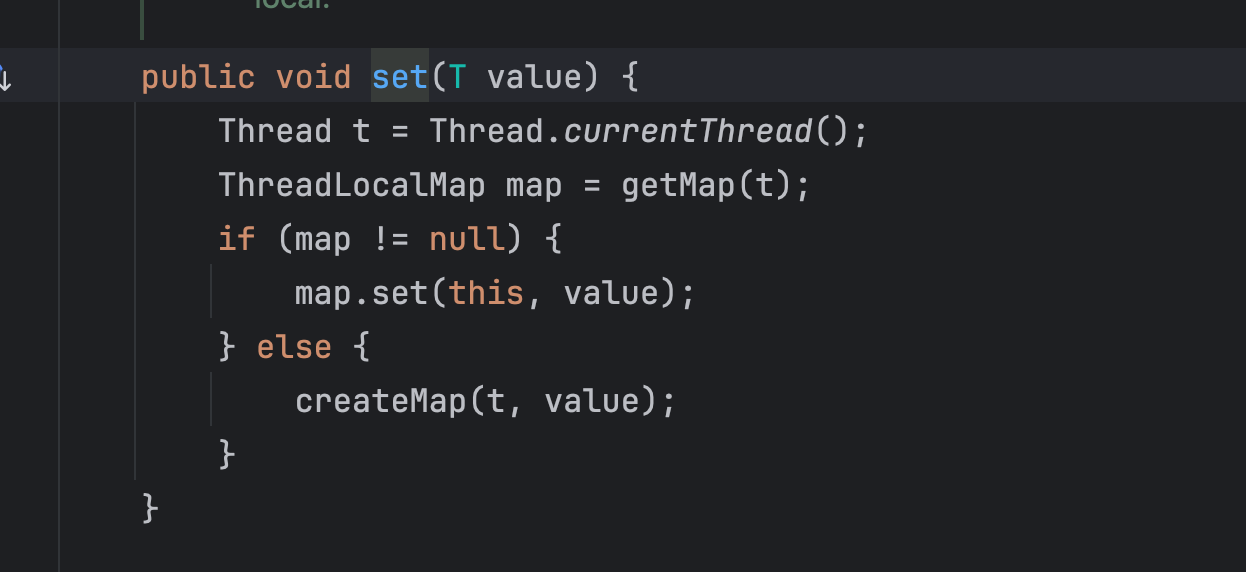 local.
public void set(T value) {
    Thread t = Thread.currentThread();
    ThreadLocalMap map = getMap(t);
    if (map != null) {
        map.set(this, value);
    } else {
        createMap(t, value);
    }
}